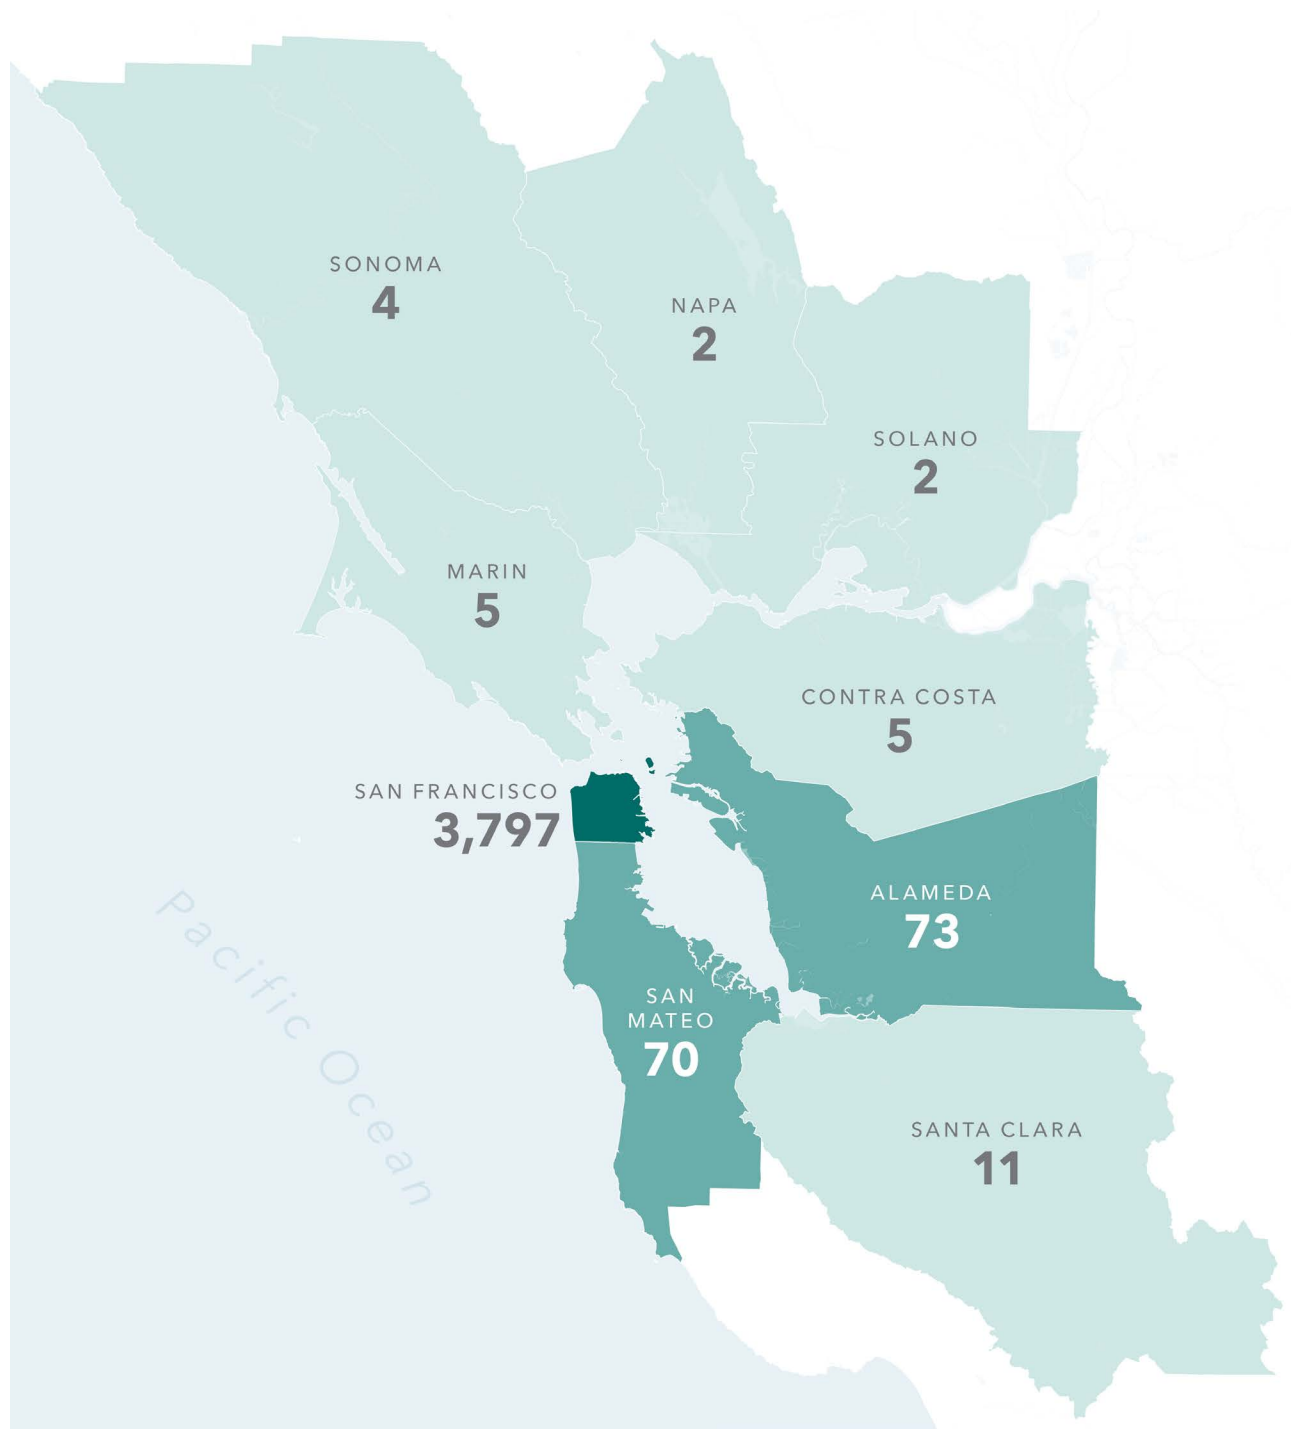 SONOMA
4
NAPA
2
SOLANO
2
MARIN
5
CONTRA COSTA
5
SAN FRANCISCO
3,797
ALAMEDA
73
Pacific Ocean
SAN
MATEO
70
SANTA CLARA
11